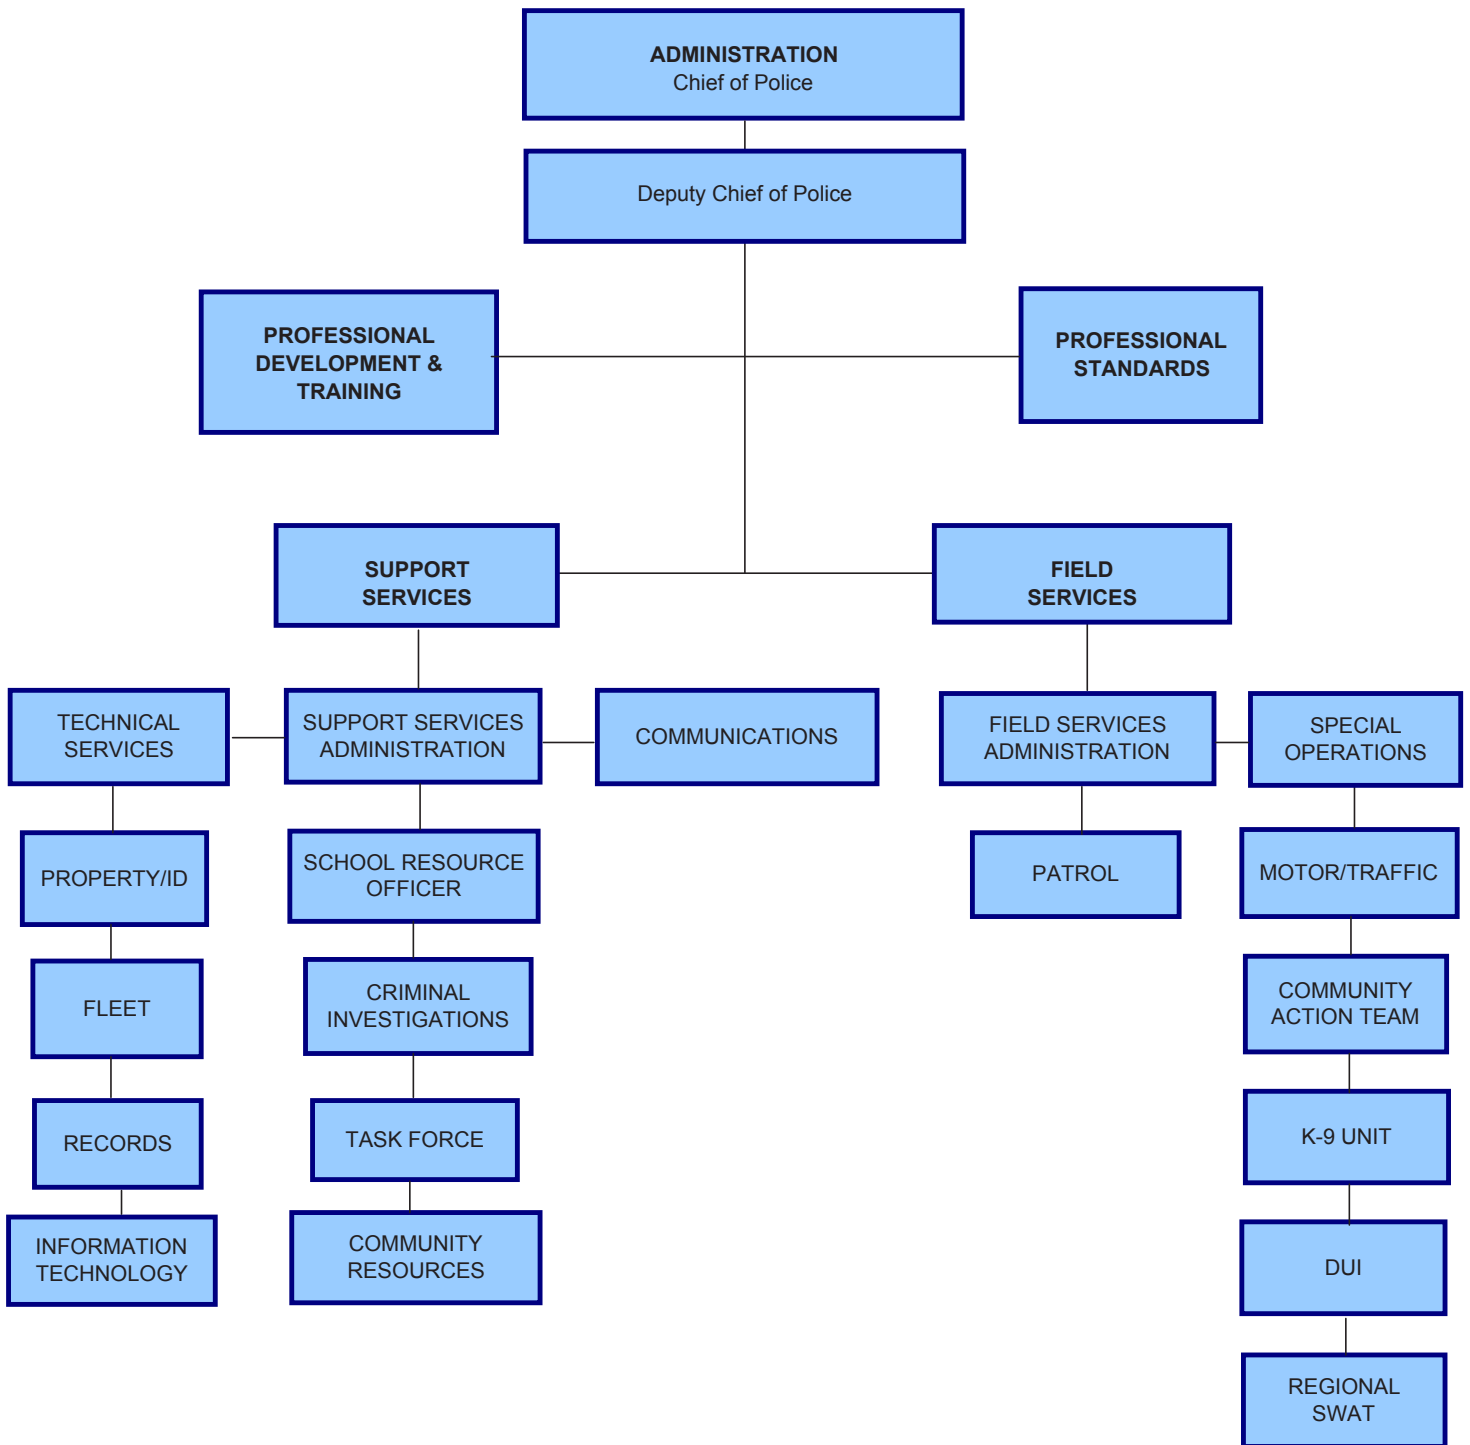 ADMINISTRATION
Chief of Police
Deputy Chief of Police
PROFESSIONAL
DEVELOPMENT &
TRAINING
PROFESSIONAL
STANDARDS
SUPPORT
SERVICES
FIELD
SERVICES
TECHNICAL
SERVICES
SUPPORT SERVICES
ADMINISTRATION
COMMUNICATIONS
FIELD SERVICES
ADMINISTRATION
SPECIAL
OPERATIONS
PROPERTY/ID
SCHOOL RESOURCE
OFFICER
PATROL
MOTOR/TRAFFIC
FLEET
CRIMINAL
INVESTIGATIONS
COMMUNITY
ACTION TEAM
RECORDS
TASK FORCE
K-9 UNIT
INFORMATION
TECHNOLOGY
COMMUNITY
RESOURCES
DUI
REGIONAL
SWAT